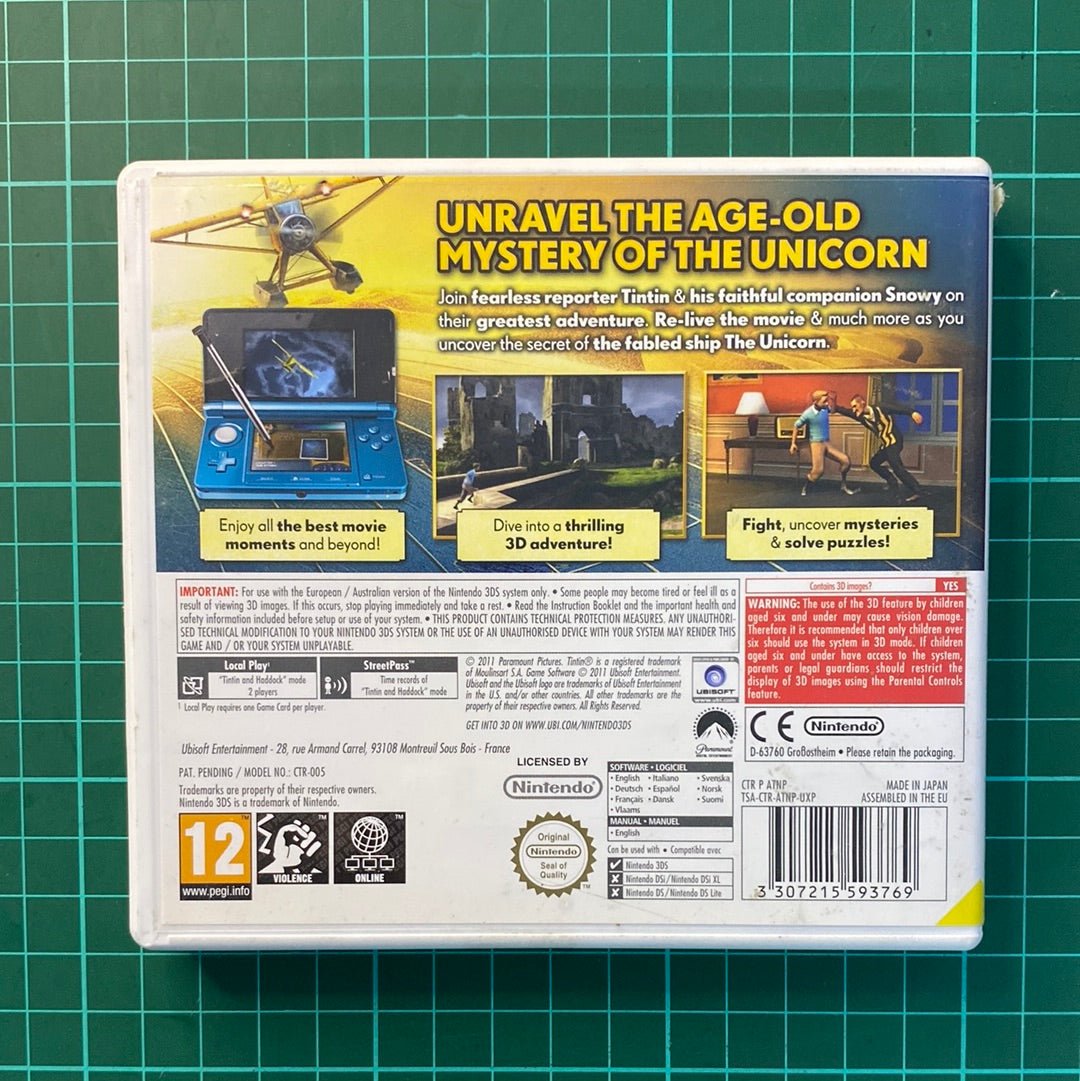 UNRAVEL THE AGE-OLD
MYSTERY OF THE UNICORN
Join fearless reporter Tintin & his faithful companion Snowy on
their greatest adventure. Re-live the movie & much more as you
uncover the secret of the fabled ship The Unicorn.
Enjoy all the best movie
moments and beyond!
Dive into a thrilling
3D adventure!
Fight, uncover mysteries
& solve puzzles!
IMPORTANT: For use with the European / Australian version of the Nintendo 3DS system only. • Some people may become tired or feel ill as a
result of viewing 3D images. If this occurs, stop playing immediately and take a rest. • Read the Instruction Booklet and the important health and
safety information included before setup or use of your system. • THIS PRODUCT CONTAINS TECHNICAL PROTECTION MEASURES. ANY UNAUTHORI-
SED TECHNICAL MODIFICATION TO YOUR NINTENDO 3DS SYSTEM OR THE USE OF AN UNAUTHORISED DEVICE WITH YOUR SYSTEM MAY RENDER THIS
GAME AND / OR YOUR SYSTEM UNPLAYABLE.
Contains 3D images? YES
WARNING: The use of the 3D feature by children
aged six and under may cause vision damage.
Therefore it is recommended that only children over
six should use the system in 3D mode. If children
aged six and under have access to the system,
parents or legal guardians should restrict the
display of 3D images using the Parental Controls
feature.
Local Play†
"Tintin and Haddock" mode
2 players
StreetPass™
Time records of
"Tintin and Haddock" mode
† Local Play requires one Game Card per player.
© 2011 Paramount Pictures. Tintin® is a registered trademark
of Moulinsart S.A. Game Software © 2011 Ubisoft Entertainment.
Ubisoft and the Ubisoft logo are trademarks of Ubisoft Entertainment
in the U.S. and/or other countries. All other trademarks are the
property of their respective owners. All Rights Reserved.
GET INTO 3D ON WWW.UBI.COM/NINTENDO3DS
UBISOFT
www.ubi.com
Paramount
CE Nintendo®
D-63760 Großostheim • Please retain the packaging.
Ubisoft Entertainment - 28, rue Armand Carrel, 93108 Montreuil Sous Bois - France
PAT. PENDING / MODEL NO.: CTR-005
Trademarks are property of their respective owners.
Nintendo 3DS is a trademark of Nintendo.
LICENSED BY
Nintendo®
SOFTWARE • LOGICIEL
• English • Italiano • Svenska
• Deutsch • Español • Norsk
• Français • Dansk • Suomi
• Vlaams
MANUAL • MANUEL
• English
Can be used with • Compatible avec
Nintendo 3DS
Nintendo DSi / Nintendo DSi XL
Nintendo DS / Nintendo DS Lite
CTR P ATNP
TSA-CTR-ATNP-UXP
MADE IN JAPAN
ASSEMBLED IN THE EU
3 307215 593769
12
www.pegi.info
VIOLENCE
ONLINE
Original
Nintendo
Seal of
Quality